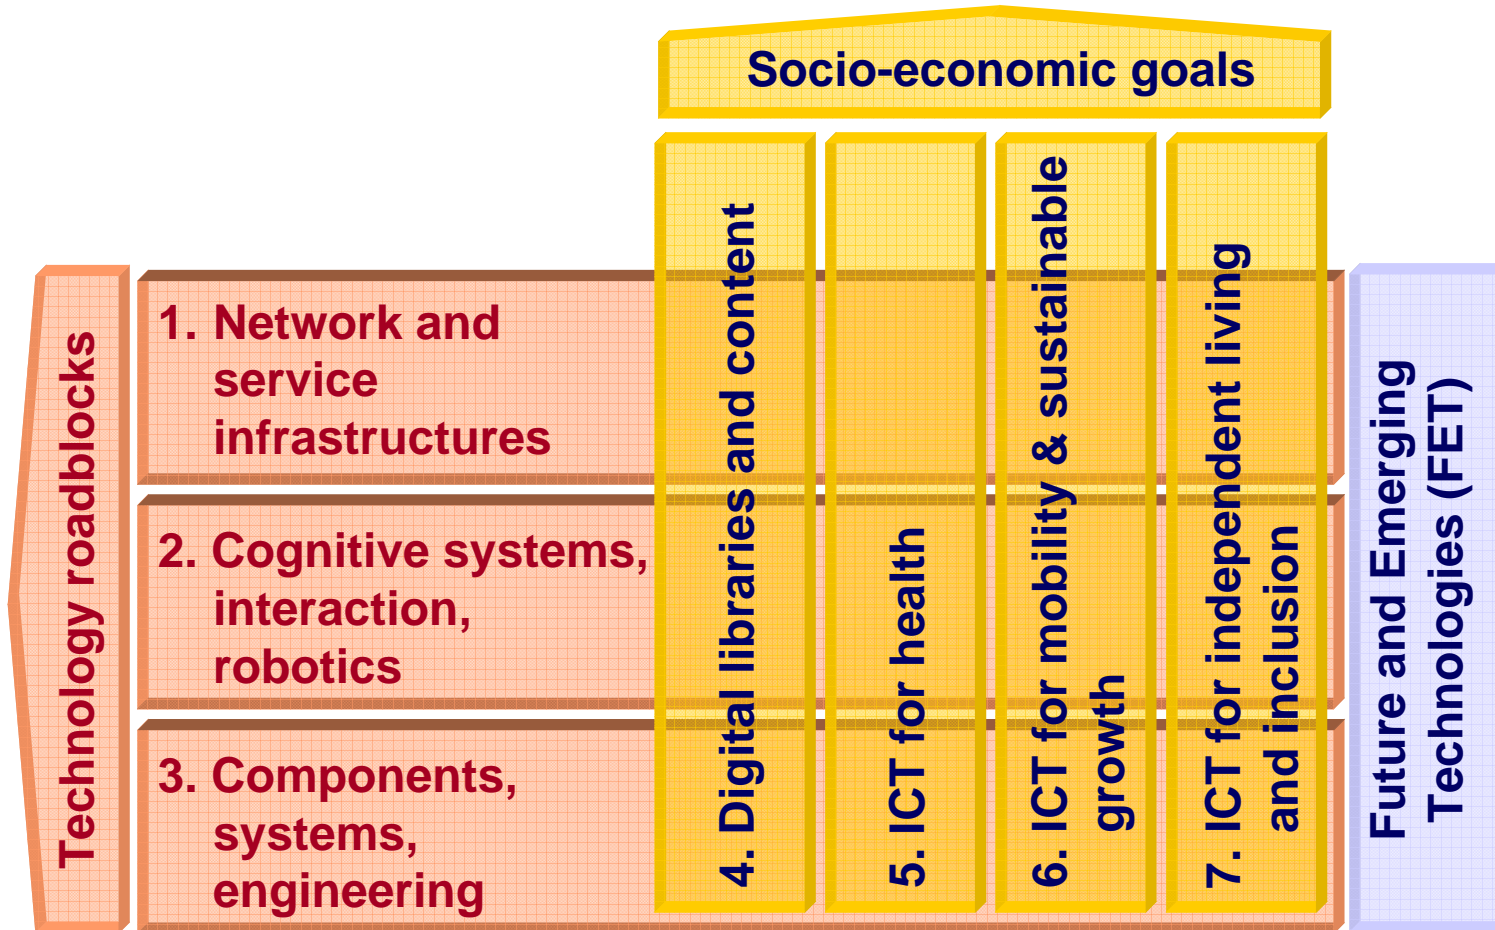 Socio-economic goals
Technology roadblocks
1. Network and
service
infrastructures
2. Cognitive systems,
interaction,
robotics
3. Components,
systems,
engineering
4. Digital libraries and content
5. ICT for health
6. ICT for mobility & sustainable
growth
7. ICT for independent living
and inclusion
Future and Emerging
Technologies (FET)